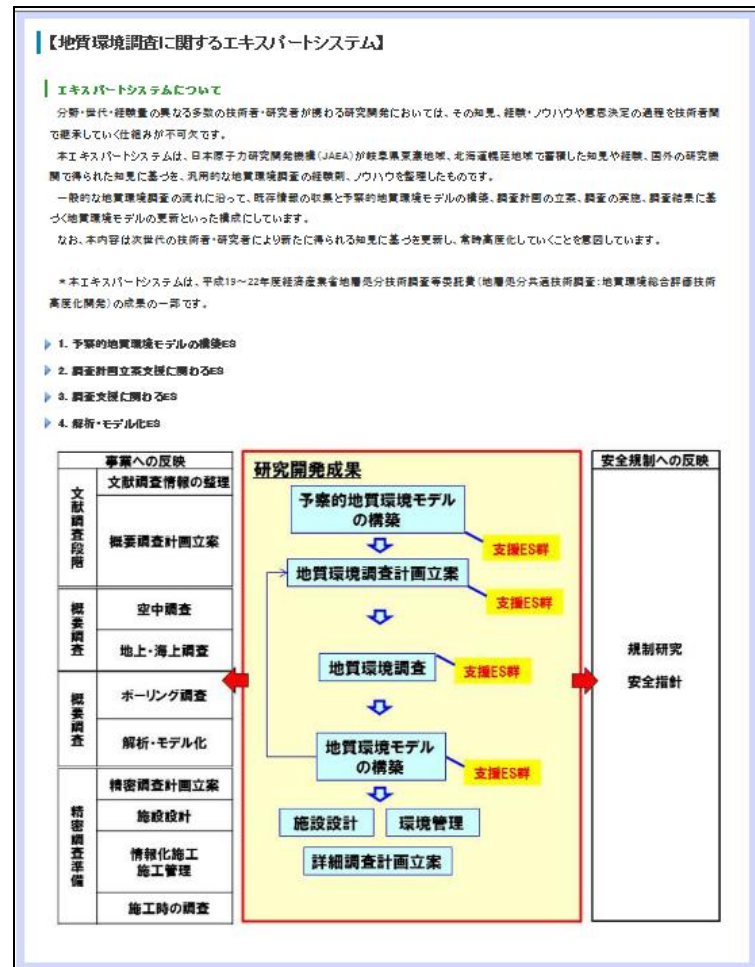 【地質環境調査に関するエキスパートシステム】
エキスパートシステムについて
分野・世代・経験量の異なる多数の技術者・研究者が携わる研究開発においては、その知見、経験・ノウハウや意思決定の過程を技術者間
で継承していく仕組みが不可欠です。
本エキスパートシステムは、日本原子力研究開発機構(JAEA)が岐阜県東濃地域、北海道幌延地域で蓄積した知見や経験、国外の研究機
関で得られた知見に基づき、汎用的な地質環境調査の経験則、ノウハウを整理したものです。
一般的な地質環境調査の流れに沿って、既存情報の収集と予察的地質環境モデルの構築、調査計画の立案、調査の実施、調査結果に基
づく地質環境モデルの更新といった構成にしています。
なお、本内容は次世代の技術者・研究者により新たに得られる知見に基づき更新し、常時高度化していくことを意図しています。
*本エキスパートシステムは、平成19～22年度経済産業省地層処分技術調査等委託費(地層処分共通技術調査:地質環境総合評価技術
高度化開発)の成果の一部です。
1. 予察的地質環境モデルの構築ES
2. 調査計画立案支援に関わるES
3. 調査支援に関わるES
4. 解析・モデル化ES
事業への反映
文献調査段階
文献調査情報の整理
概要調査計画立案
概要調査
空中調査
地上・海上調査
概要調査
ボーリング調査
解析・モデル化
精密調査準備
精密調査計画立案
施設設計
情報化施工
施工管理
施工時の調査
研究開発成果
予察的地質環境モデル
の構築
支援ES群
地質環境調査計画立案
支援ES群
地質環境調査
支援ES群
地質環境モデル
の構築
支援ES群
施設設計
環境管理
詳細調査計画立案
安全規制への反映
規制研究
安全指針